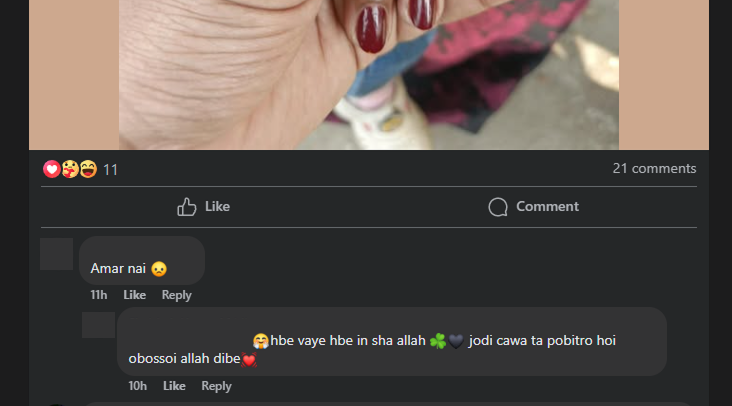 11
21 comments
Like
Comment
Amar nai 😞
11h Like Reply
🤗hbe vaye hbe in sha allah 🍀🖤 jodi cawa ta pobitro hoi
obossoi allah dibe💓
10h Like Reply